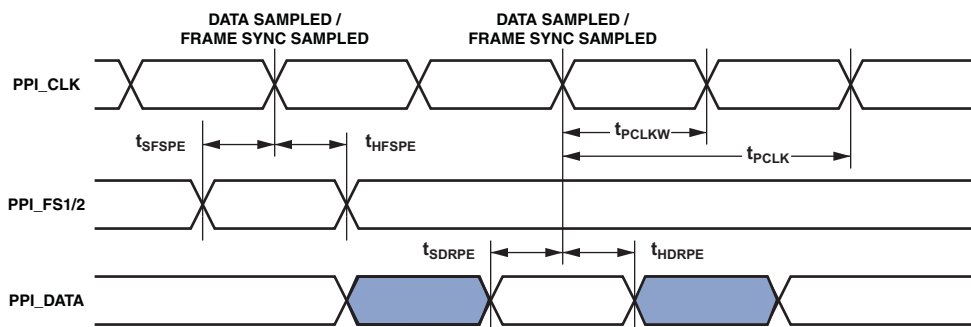 DATA SAMPLED /
FRAME SYNC SAMPLED
DATA SAMPLED /
FRAME SYNC SAMPLED
PPI_CLK
tPCLKW
tSFSPE
tHFSPE
tPCLK
PPI_FS1/2
tSDRPE
tHDRPE
PPI_DATA